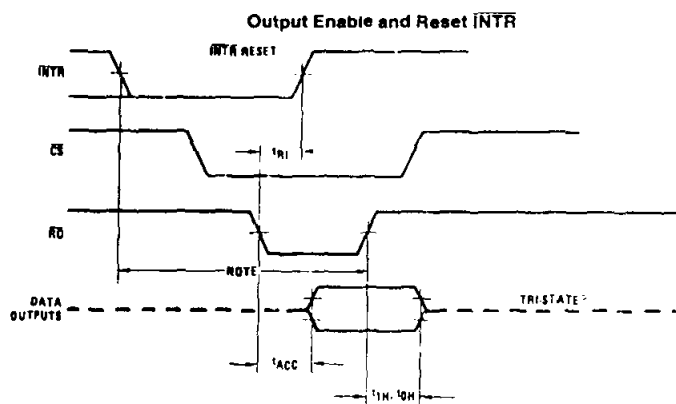 Output Enable and Reset INTR
INTR RESET
INTR
tRI
CS
RD
NOTE
DATA
OUTPUTS
TRI-STATE®
tACC
t1H, t0H